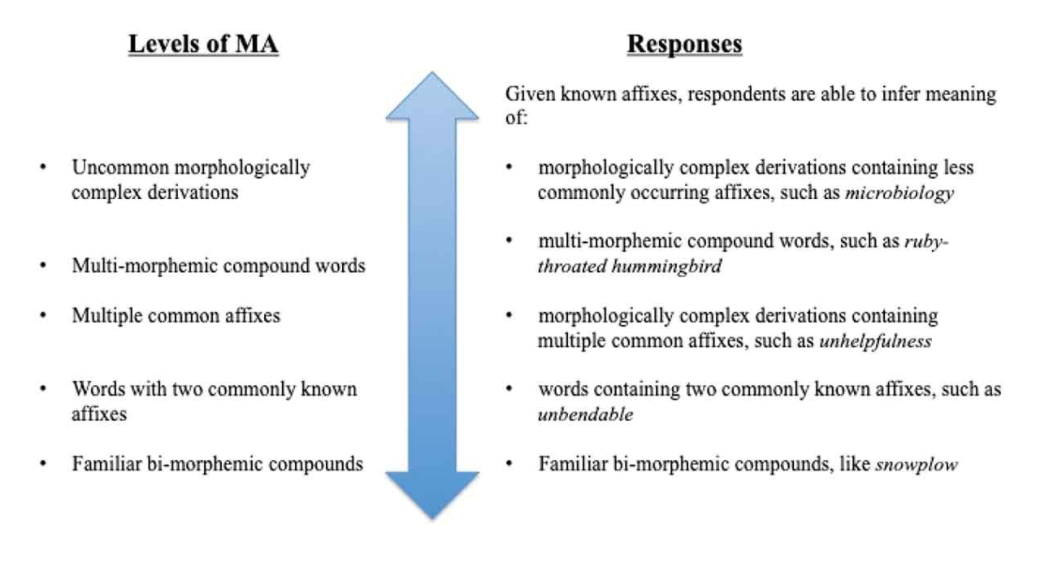 Levels of MA
Responses
Given known affixes, respondents are able to infer meaning
of:
• Uncommon morphologically
complex derivations
• Multi-morphemic compound words
• Multiple common affixes
• Words with two commonly known
affixes
• Familiar bi-morphemic compounds
• morphologically complex derivations containing less
commonly occurring affixes, such as microbiology
• multi-morphemic compound words, such as ruby-
throated hummingbird
• morphologically complex derivations containing
multiple common affixes, such as unhelpfulness
• words containing two commonly known affixes, such as
unbendable
• Familiar bi-morphemic compounds, like snowplow